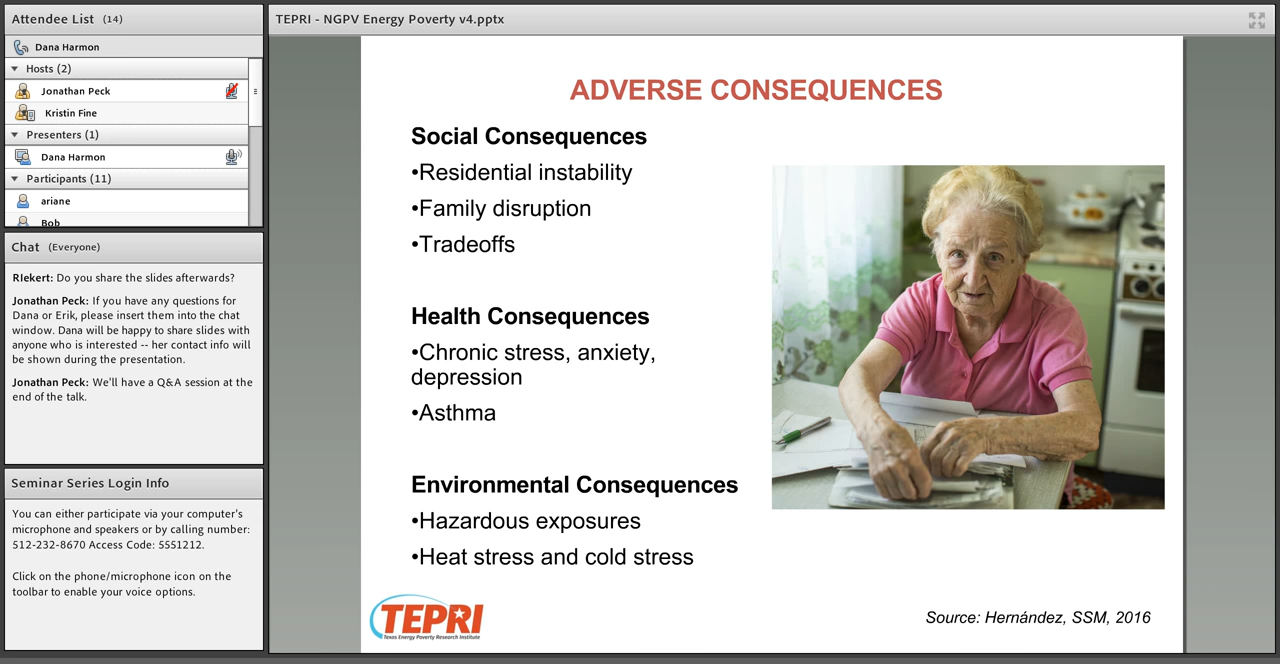 Attendee List (14)
Dana Harmon
Hosts (2)
Jonathan Peck
Kristin Fine
Presenters (1)
Dana Harmon
Participants (11)
ariane
Bob
Chat (Everyone)
RIekert: Do you share the slides afterwards?
Jonathan Peck: If you have any questions for
Dana or Erik, please insert them into the chat
window. Dana will be happy to share slides with
anyone who is interested -- her contact info will
be shown during the presentation.
Jonathan Peck: We'll have a Q&A session at the
end of the talk.
Seminar Series Login Info
You can either participate via your computer's
microphone and speakers or by calling number:
512-232-8670 Access Code: 5551212.
Click on the phone/microphone icon on the
toolbar to enable your voice options.
TEPRI - NGPV Energy Poverty v4.pptx
ADVERSE CONSEQUENCES
Social Consequences
•Residential instability
•Family disruption
•Tradeoffs
Health Consequences
•Chronic stress, anxiety,
depression
•Asthma
Environmental Consequences
•Hazardous exposures
•Heat stress and cold stress
TEPRI
Texas Energy Poverty Research Institute
Source: Hernández, SSM, 2016